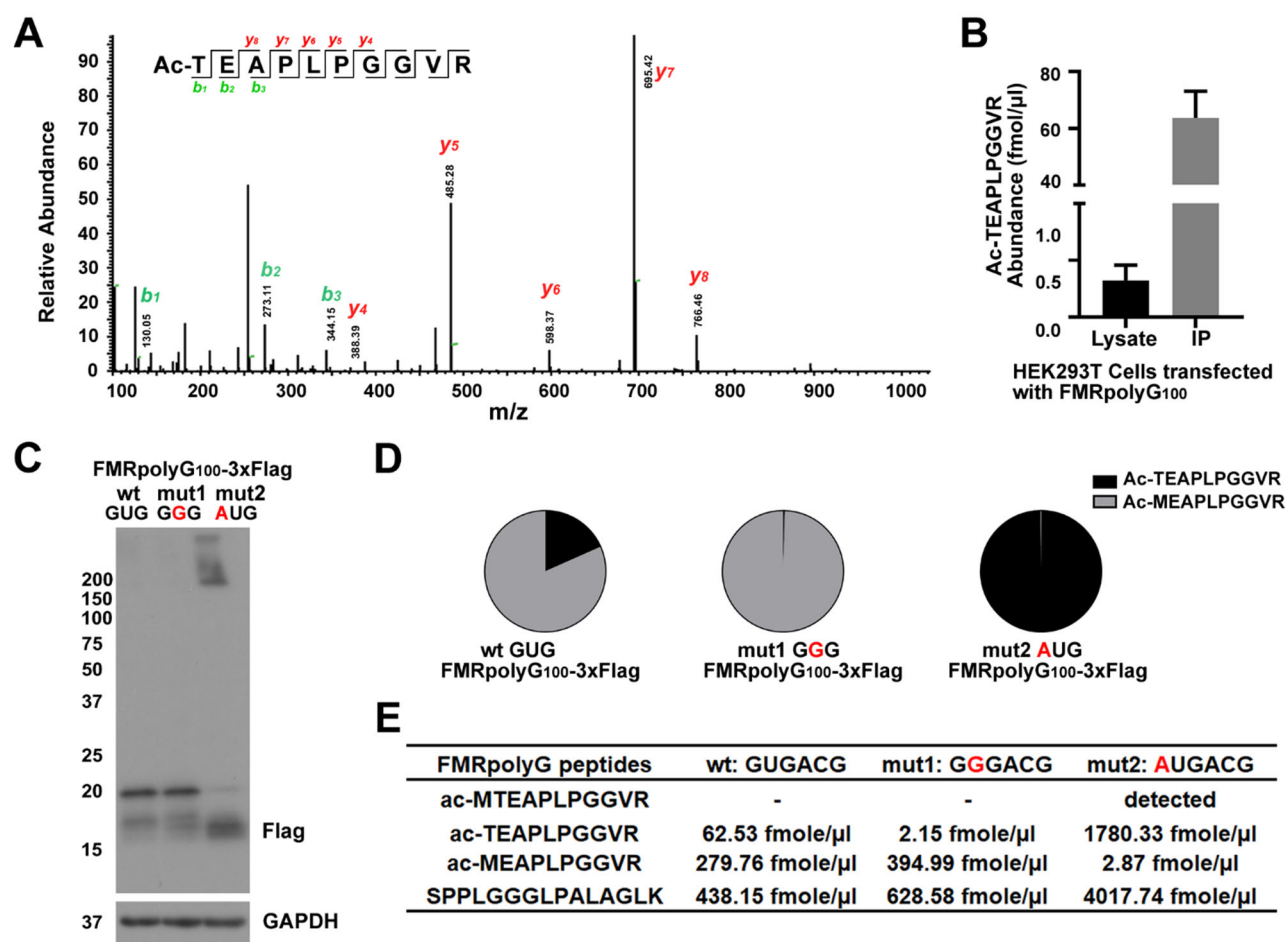 A
y8 y7 y6 y5 y4
Ac-TEAPLPGGVR
b1 b2 b3
Relative Abundance
90
80
70
60
50
40
30
20
10
0
100 200 300 400 500 600 700 800 900 1000
m/z
b1
130.05
b2
273.11
b3
344.15
y4
388.39
y5
485.28
y6
598.37
695.42
y7
y8
766.46
B
Ac-TEAPLPGGVR
Abundance (fmol/µl)
80
60
40
1.0
0.5
0.0
Lysate IP
HEK293T Cells transfected
with FMRpolyG100
C
FMRpolyG100-3xFlag
wt mut1 mut2
GUG GGG AUG
200
150
100
75
50
37
25
20
15
Flag
37
GAPDH
D
Ac-TEAPLPGGVR
Ac-MEAPLPGGVR
wt GUG
FMRpolyG100-3xFlag
mut1 GGG
FMRpolyG100-3xFlag
mut2 AUG
FMRpolyG100-3xFlag
E
FMRpolyG peptides wt: GUGACG mut1: GGGACG mut2: AUGACG
ac-MTEAPLPGGVR - - detected
ac-TEAPLPGGVR 62.53 fmole/µl 2.15 fmole/µl 1780.33 fmole/µl
ac-MEAPLPGGVR 279.76 fmole/µl 394.99 fmole/µl 2.87 fmole/µl
SPPLGGGLPALAGLK 438.15 fmole/µl 628.58 fmole/µl 4017.74 fmole/µl